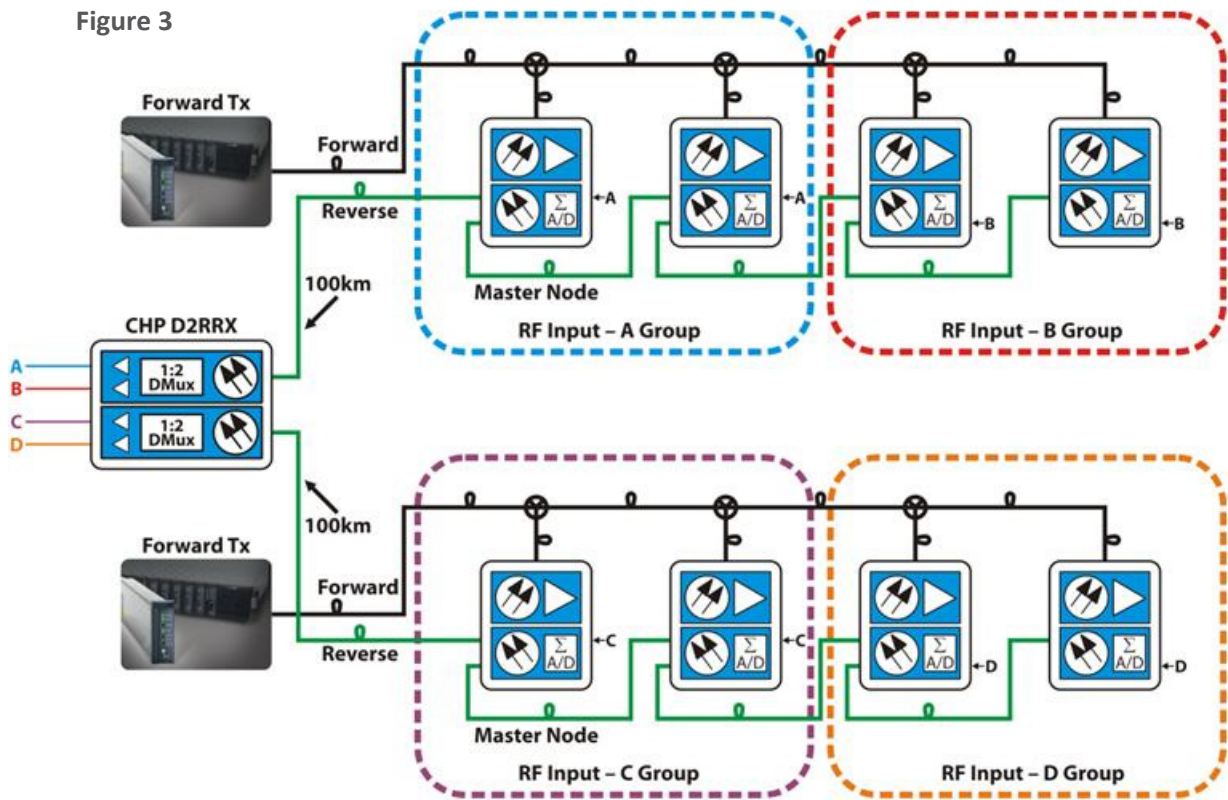 Figure 3
Forward Tx
Forward
Reverse
100km
CHP D2RRX
A
B
C
D
1:2
DMux
1:2
DMux
Σ
A/D
A
Σ
A/D
A
Σ
A/D
B
Σ
A/D
B
Master Node
RF Input – A Group
RF Input – B Group
100km
Forward Tx
Forward
Reverse
Σ
A/D
C
Σ
A/D
C
Σ
A/D
D
Σ
A/D
D
Master Node
RF Input – C Group
RF Input – D Group